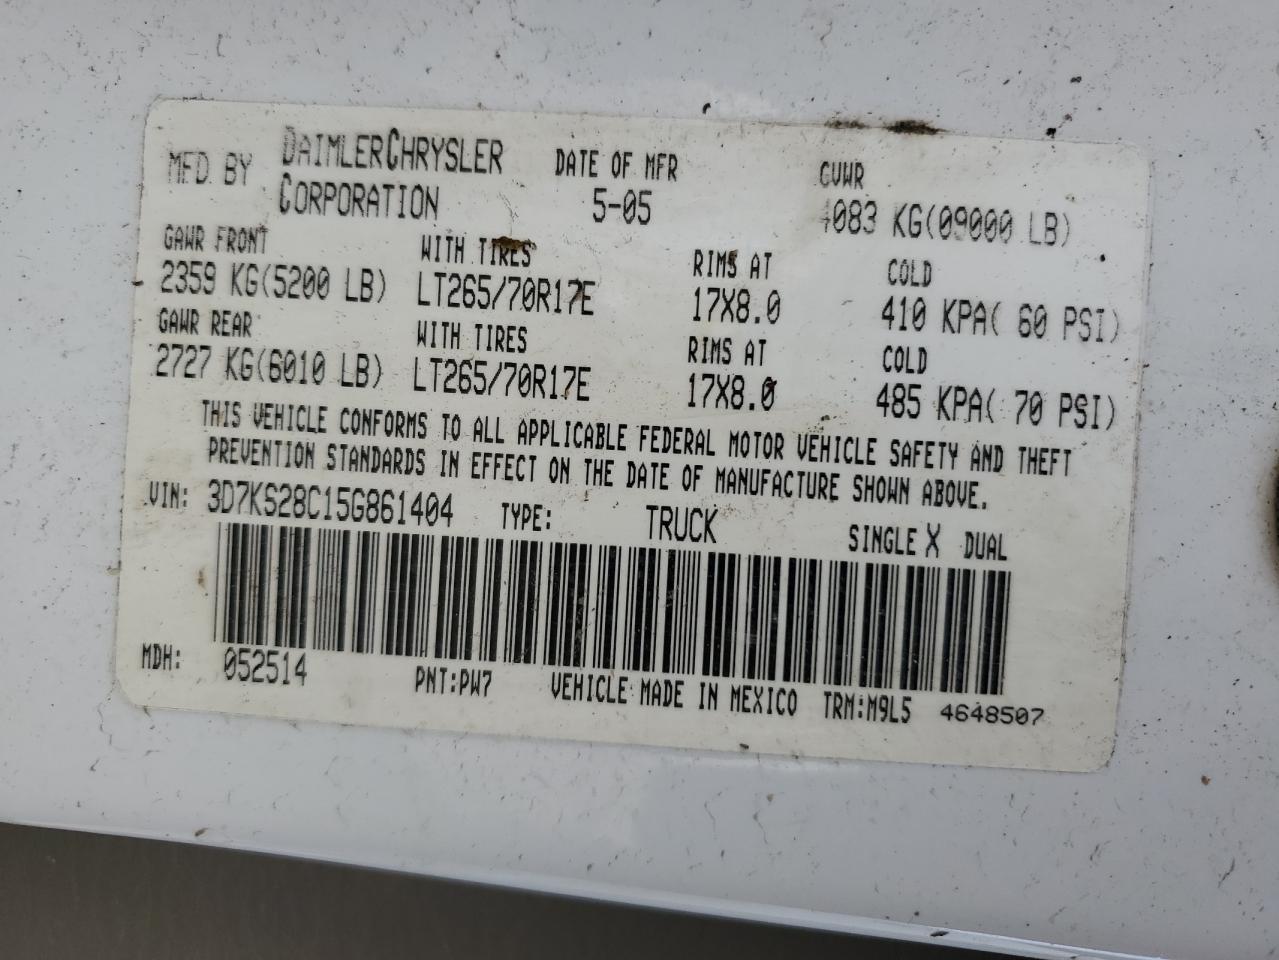 MFD BY DAIMLERCHRYSLER CORPORATION DATE OF MFR 5-05 GVWR 4083 KG(09000 LB)
GAWR FRONT WITH TIRES RIMS AT COLD
2359 KG(5200 LB) LT265/70R17E 17X8.0 410 KPA( 60 PSI)
GAWR REAR WITH TIRES RIMS AT COLD
2727 KG(6010 LB) LT265/70R17E 17X8.0 485 KPA( 70 PSI)
THIS VEHICLE CONFORMS TO ALL APPLICABLE FEDERAL MOTOR VEHICLE SAFETY AND THEFT
PREVENTION STANDARDS IN EFFECT ON THE DATE OF MANUFACTURE SHOWN ABOVE.
VIN: 3D7KS28C15G861404 TYPE: TRUCK SINGLE X DUAL
MDH: 052514 PNT:PW7 VEHICLE MADE IN MEXICO TRM:M9L5 4648507